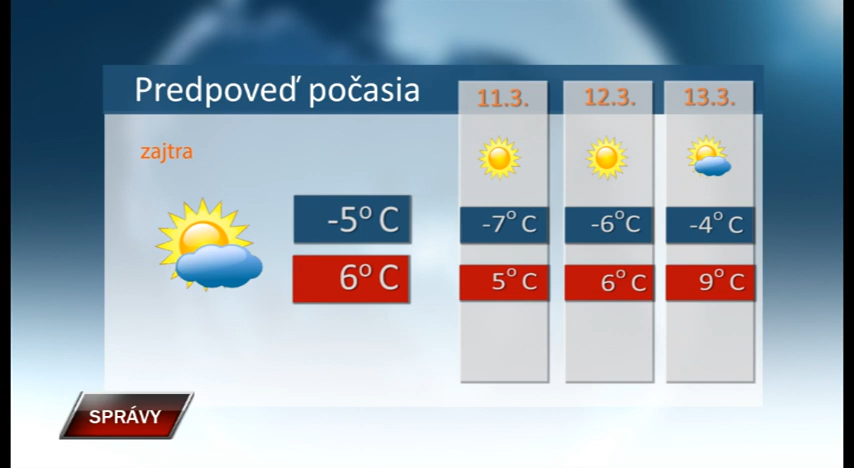 Predpoveď počasia
zajtra
-5° C
6° C
11.3.
-7° C
5° C
12.3.
-6°C
6° C
13.3.
-4° C
9° C
SPRÁVY